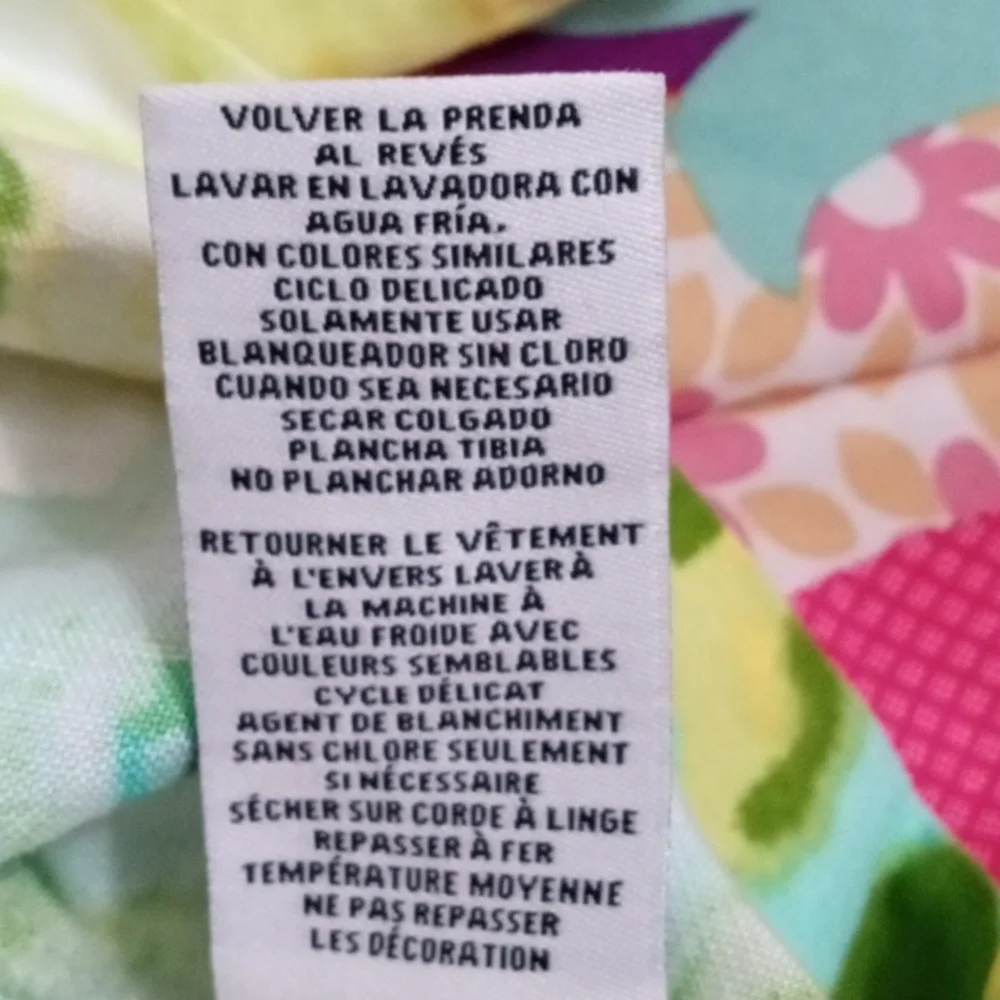 VOLVER LA PRENDA
AL REVÉS
LAVAR EN LAVADORA CON
AGUA FRÍA.
CON COLORES SIMILARES
CICLO DELICADO
SOLAMENTE USAR
BLANQUEADOR SIN CLORO
CUANDO SEA NECESARIO
SECAR COLGADO
PLANCHA TIBIA
NO PLANCHAR ADORNO
RETOURNER LE VÊTEMENT
À L'ENVERS LAVER À
LA MACHINE À
L'EAU FROIDE AVEC
COULEURS SEMBLABLES
CYCLE DÉLICAT
AGENT DE BLANCHIMENT
SANS CHLORE SEULEMENT
SI NÉCESSAIRE
SÉCHER SUR CORDE À LINGE
REPASSER À FER
TEMPÉRATURE MOYENNE
NE PAS REPASSER
LES DÉCORATION